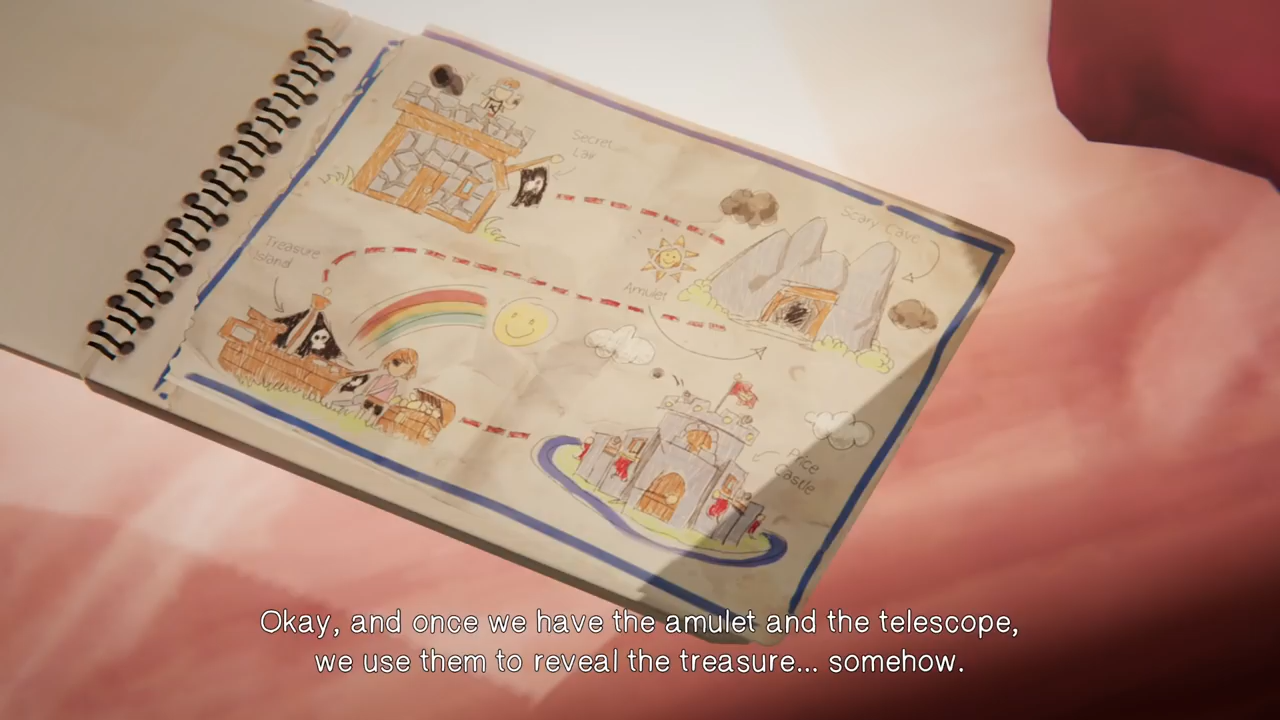 Secret
Lair
Scary Cave
Treasure
Island
Amulet
Price
Castle
Okay, and once we have the amulet and the telescope,
we use them to reveal the treasure... somehow.